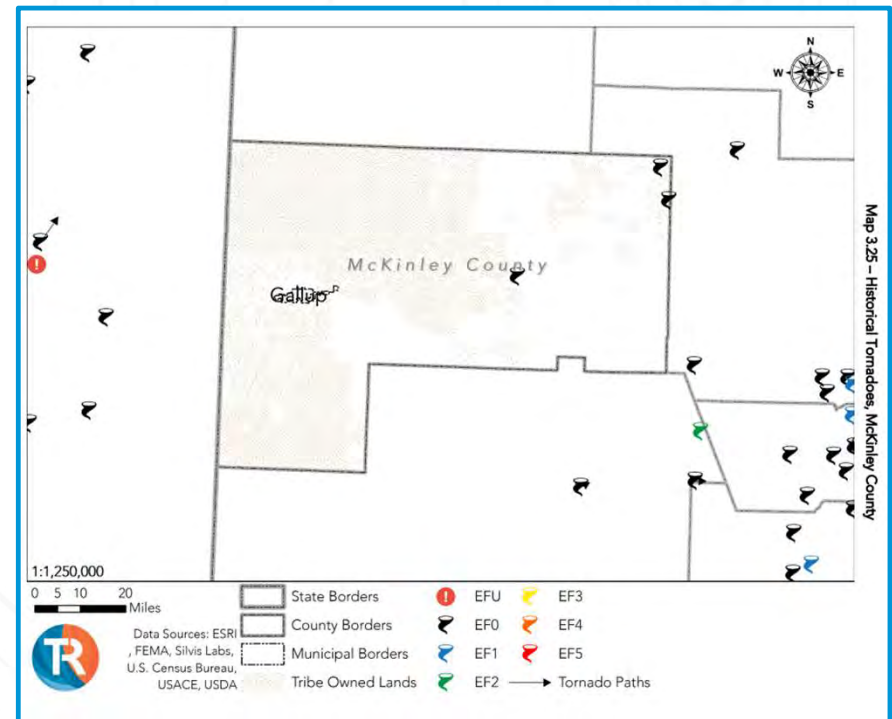 N
W E
S
McKinley County
Gallup
Map 3.25 – Historical Tornadoes, McKinley County
1:1,250,000
0 5 10 20
Miles
Data Sources: ESRI
, FEMA, Silvis Labs,
U.S. Census Bureau,
USACE, USDA
TR
State Borders
County Borders
Municipal Borders
Tribe Owned Lands
! EFU
EF0
EF1
EF2
EF3
EF4
EF5
Tornado Paths
!